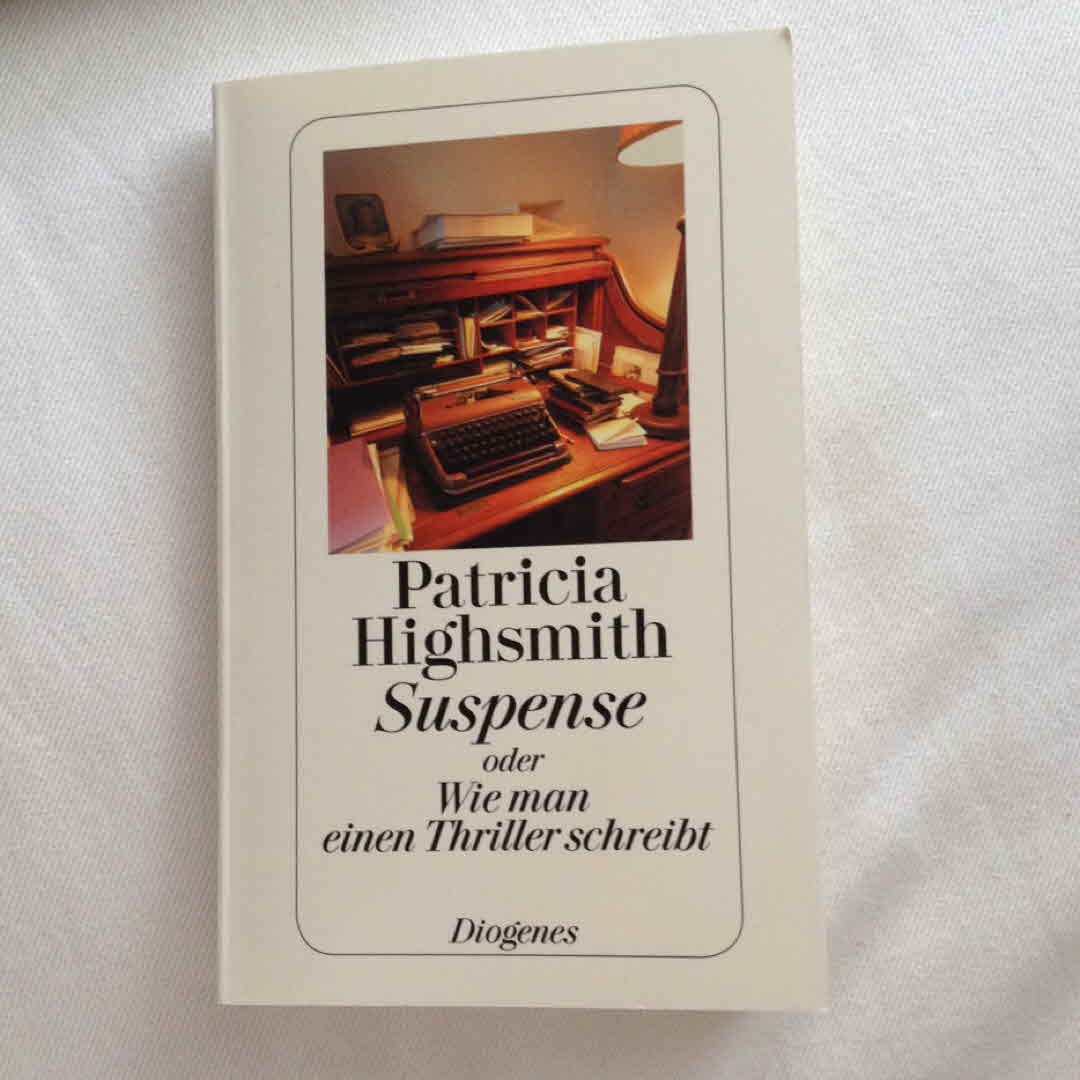 Patricia
Highsmith
Suspense
oder
Wie man
einen Thriller schreibt
Diogenes